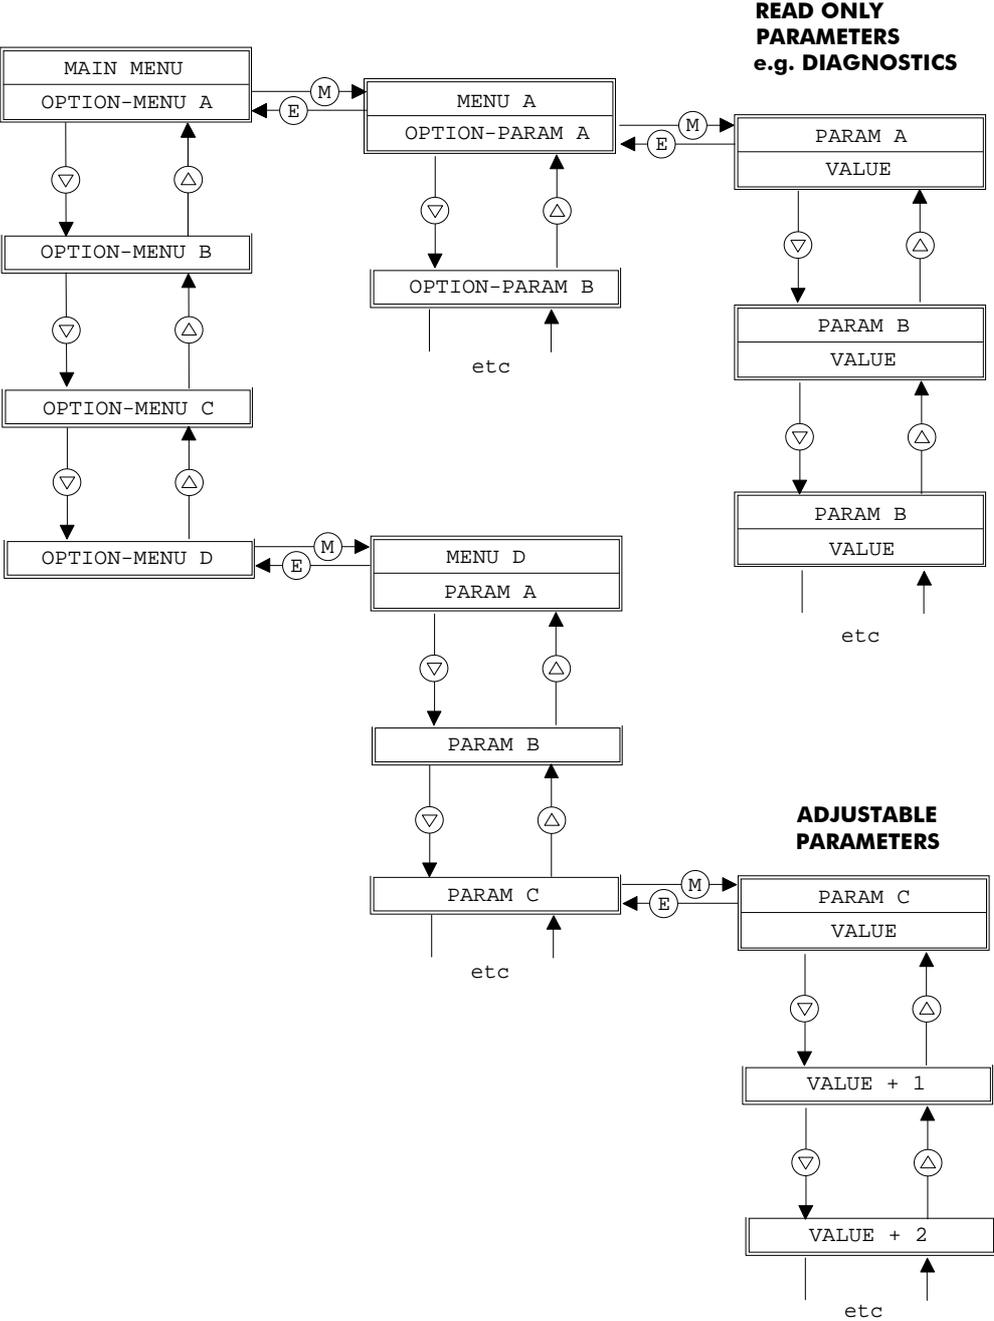 READ ONLY
PARAMETERS
e.g. DIAGNOSTICS
MAIN MENU
OPTION-MENU A
M
E
MENU A
OPTION-PARAM A
M
E
PARAM A
VALUE
OPTION-MENU B
OPTION-PARAM B
etc
PARAM B
VALUE
OPTION-MENU C
PARAM B
VALUE
etc
OPTION-MENU D
M
E
MENU D
PARAM A
PARAM B
ADJUSTABLE
PARAMETERS
PARAM C
M
E
etc
PARAM C
VALUE
VALUE + 1
VALUE + 2
etc